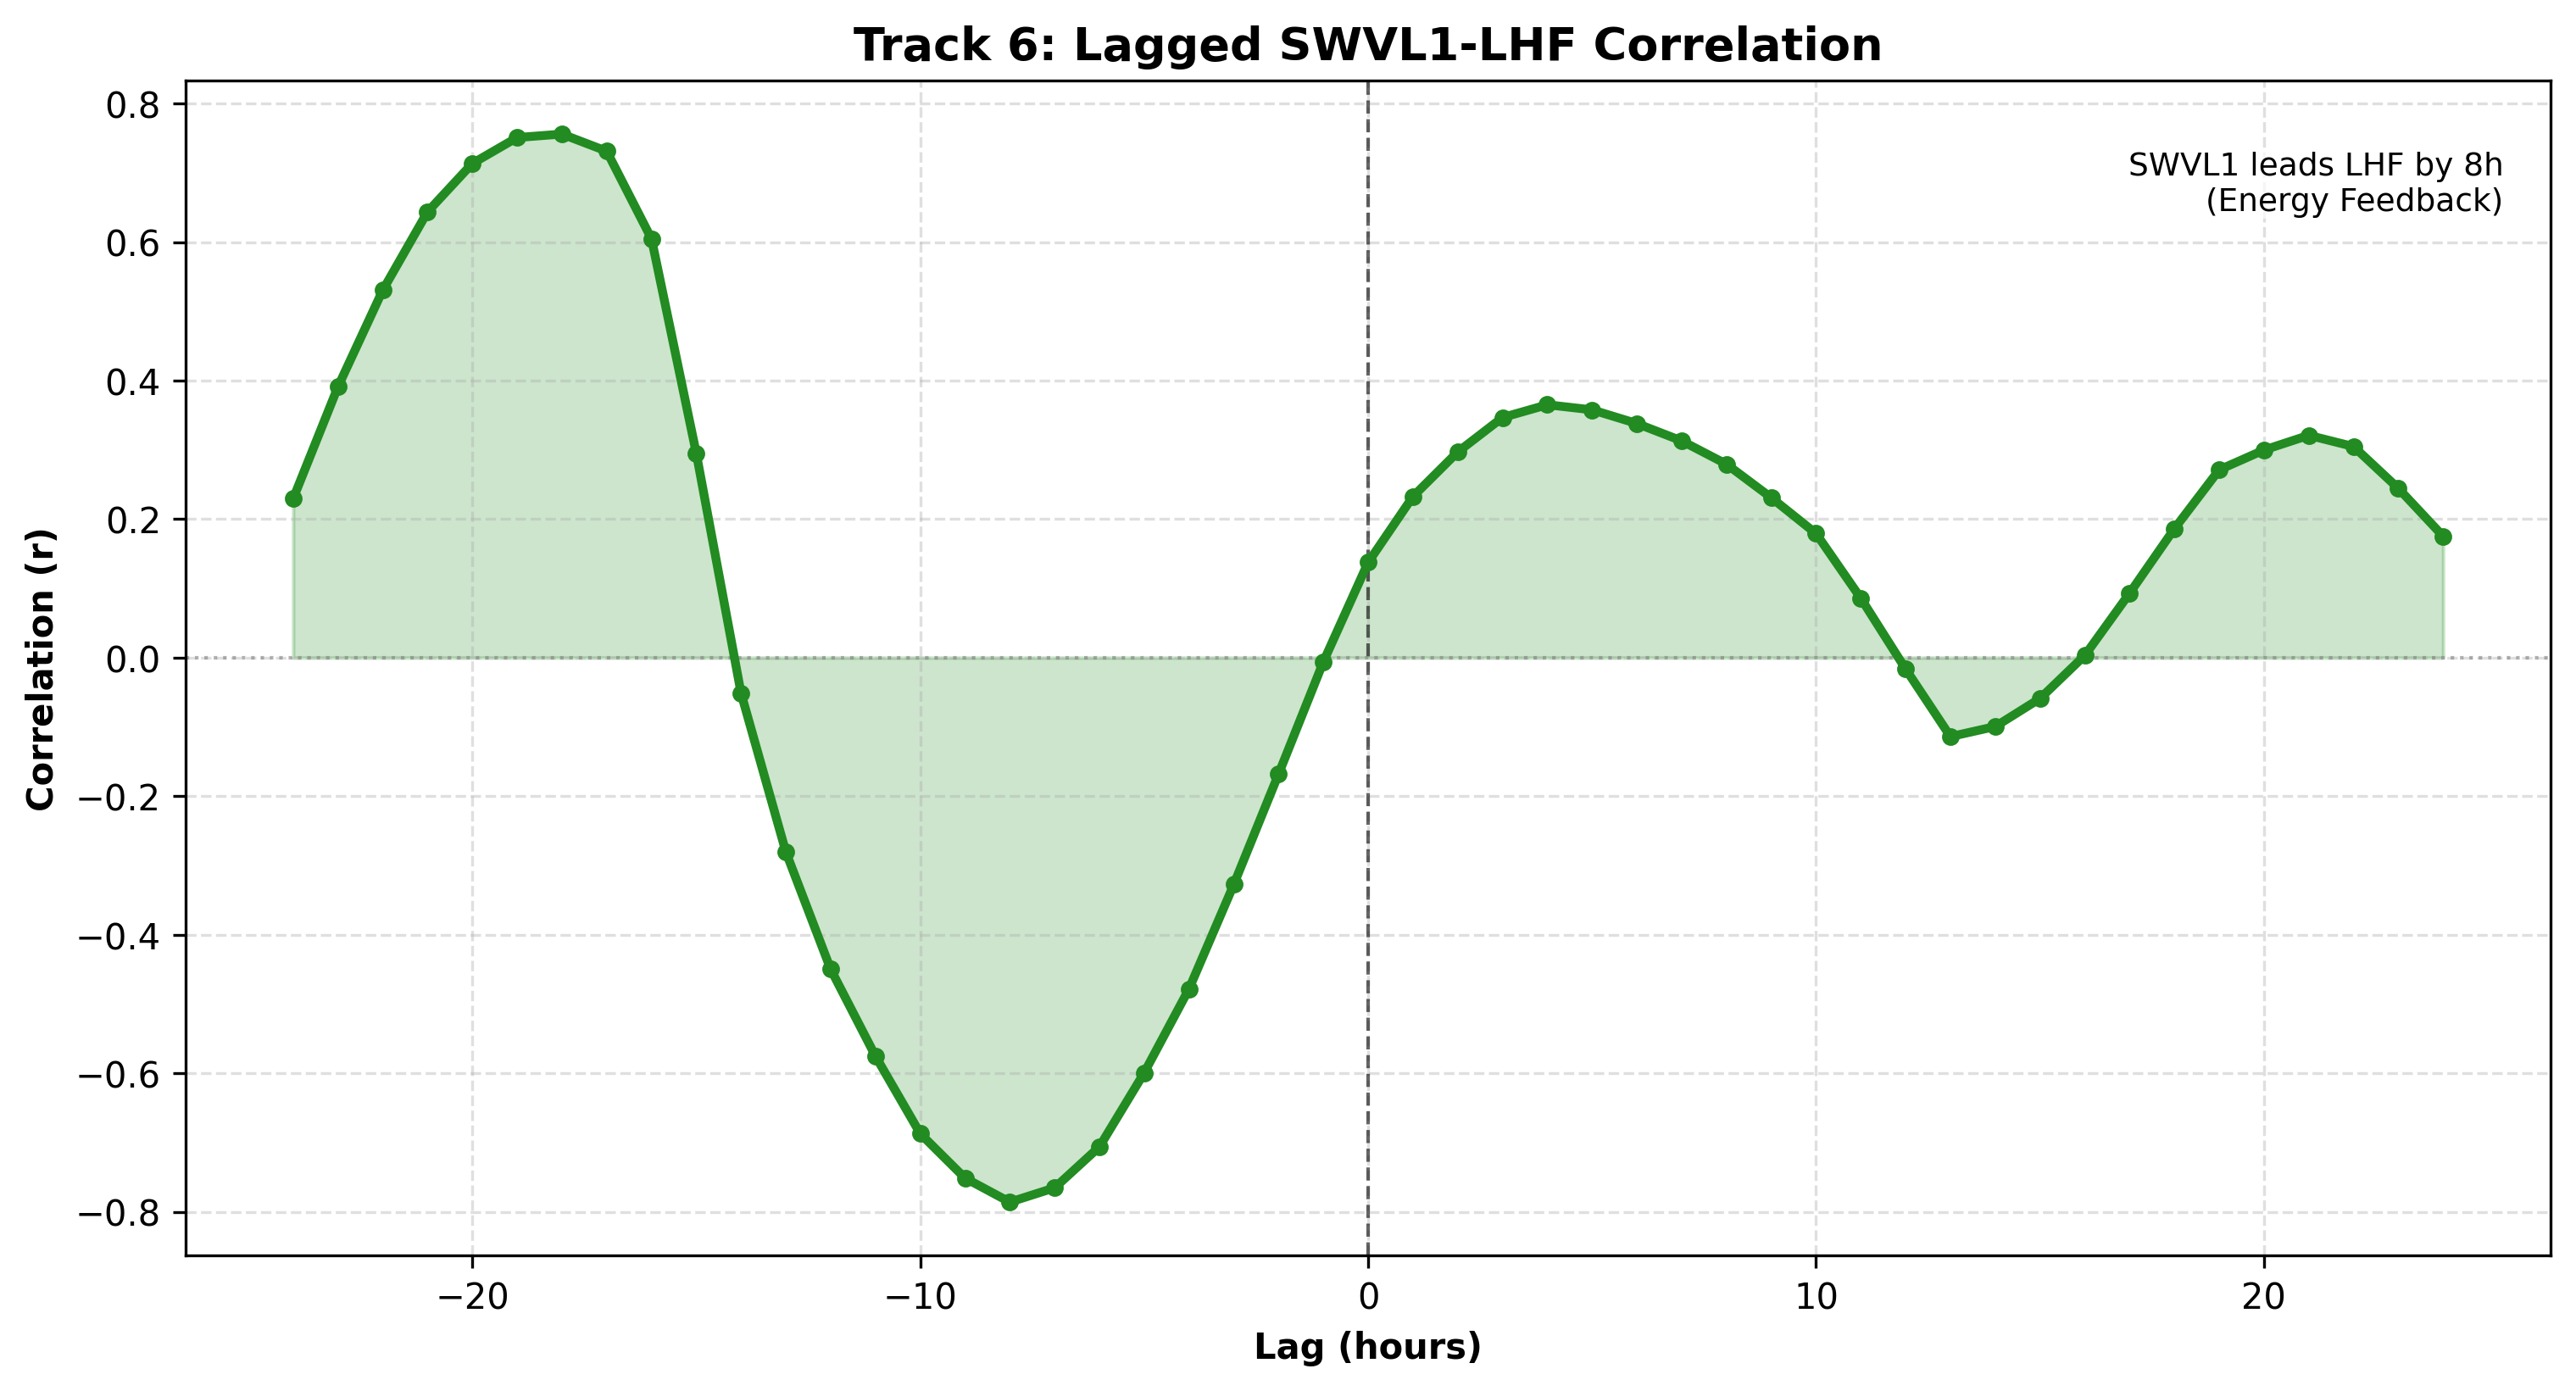 Track 6: Lagged SWVL1-LHF Correlation
SWVL1 leads LHF by 8h
(Energy Feedback)
Correlation (r)
0.8
0.6
0.4
0.2
0.0
−0.2
−0.4
−0.6
−0.8
−20
−10
0
10
20
Lag (hours)